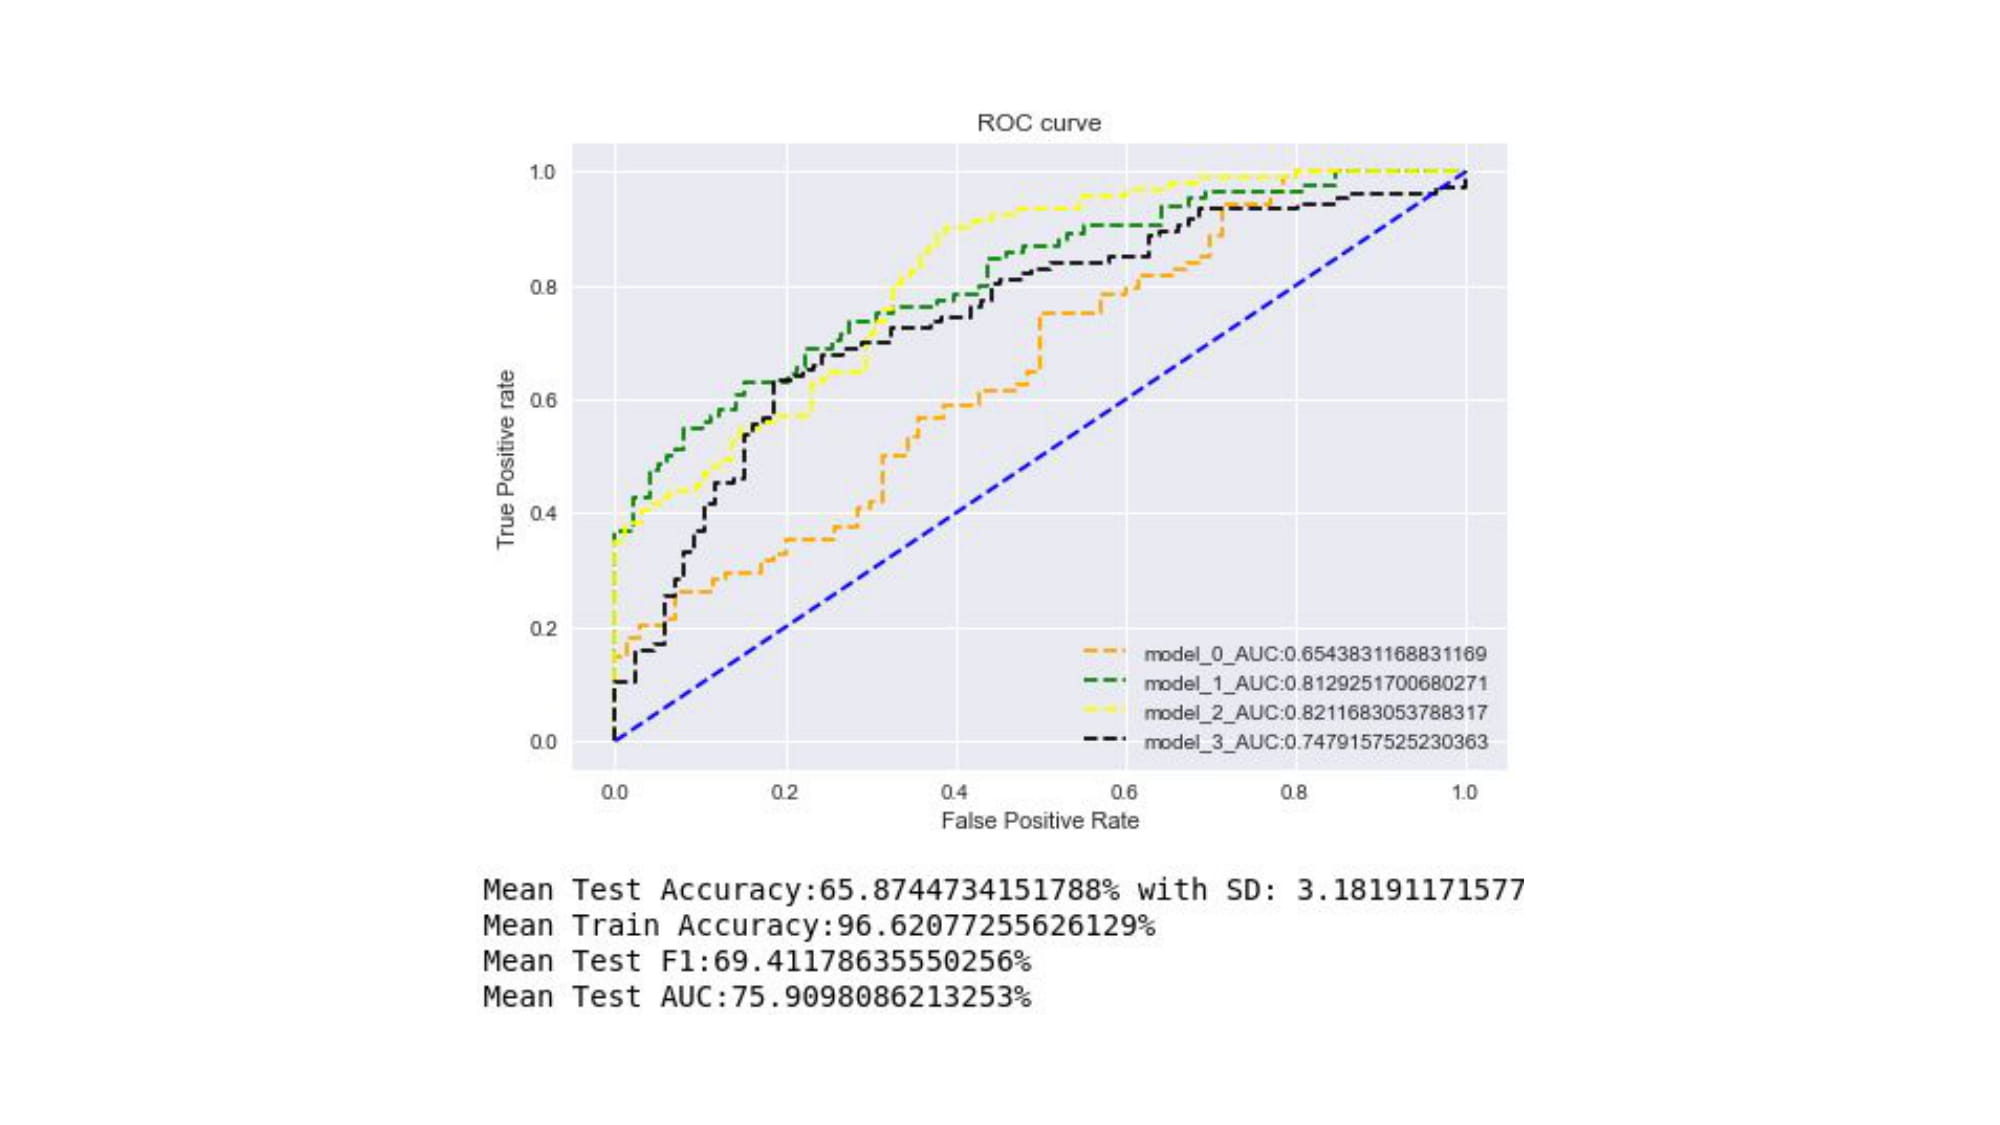 ROC curve
1.0
0.8
0.6
0.4
0.2
0.0
True Positive rate
model_0_AUC:0.6543831168831169
model_1_AUC:0.8129251700680271
model_2_AUC:0.8211683053788317
model_3_AUC:0.7479157525230363
0.0 0.2 0.4 0.6 0.8 1.0
False Positive Rate
Mean Test Accuracy:65.8744734151788% with SD: 3.18191171577
Mean Train Accuracy:96.62077255626129%
Mean Test F1:69.41178635550256%
Mean Test AUC:75.9098086213253%